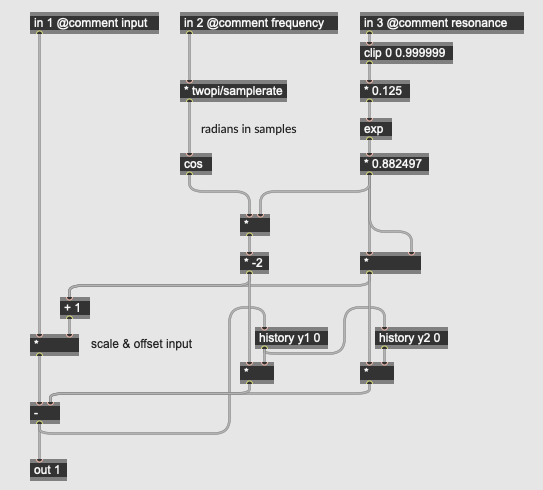 in 1 @comment input
in 2 @comment frequency
in 3 @comment resonance
clip 0 0.999999
* twopi/samplerate
* 0.125
radians in samples
exp
cos
* 0.882497
*
* -2
*
+ 1
*
scale & offset input
history y1 0
history y2 0
*
*
-
out 1